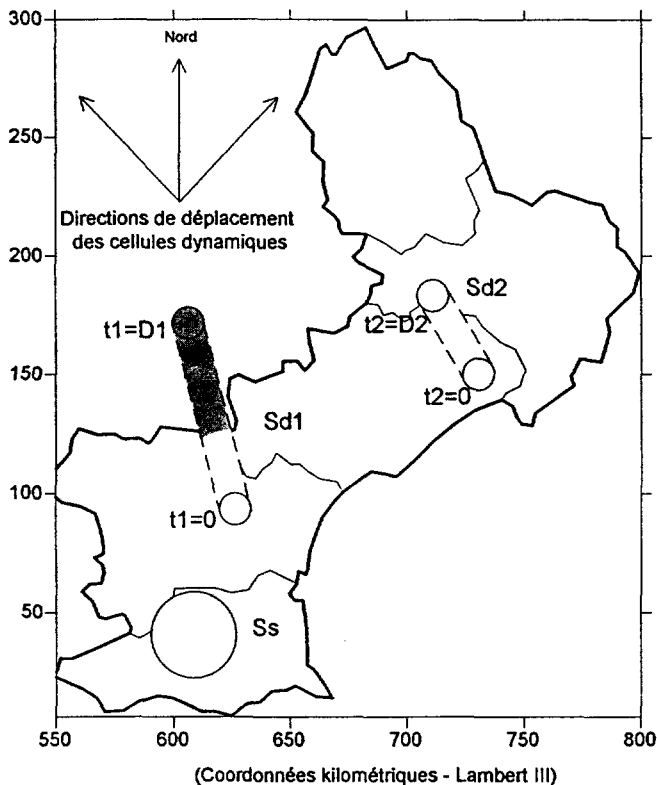 300
250
200
150
100
50
Nord
Directions de déplacement
des cellules dynamiques
Sd2
t1=D1
t2=D2
t2=0
Sd1
t1=0
Ss
550 600 650 700 750 800
(Coordonnées kilométriques - Lambert III)